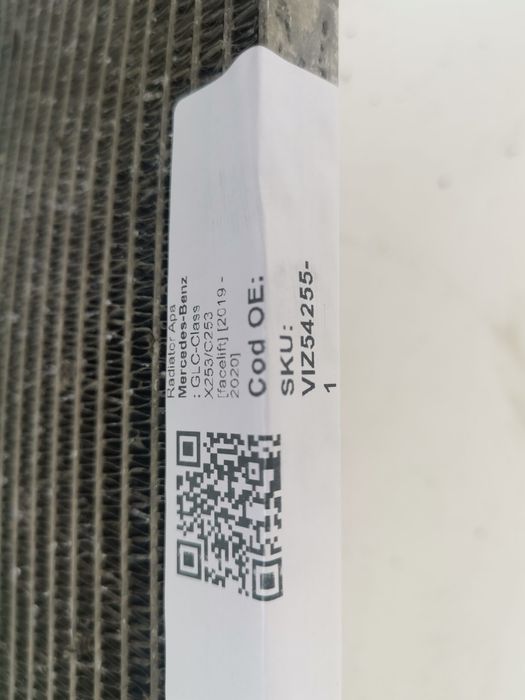 Radiator Apa
Mercedes-Benz
: GLC-Class
X253/C253
[facelift] [2019 -
2020]
Cod OE:
SKU:
VIZ54255-
1